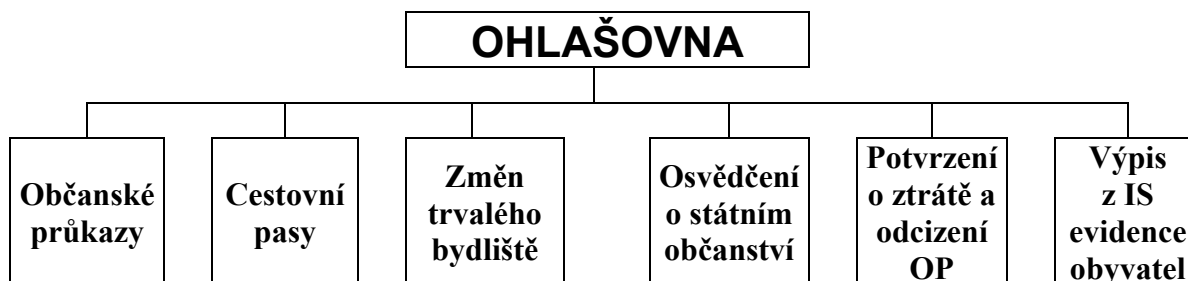 OHLAŠOVNA
Občanské
průkazy
Cestovní
pasy
Změn
trvalého
bydliště
Osvědčení
o státním
občanství
Potvrzení
o ztrátě a
odcizení
OP
Výpis
z IS
evidence
obyvatel